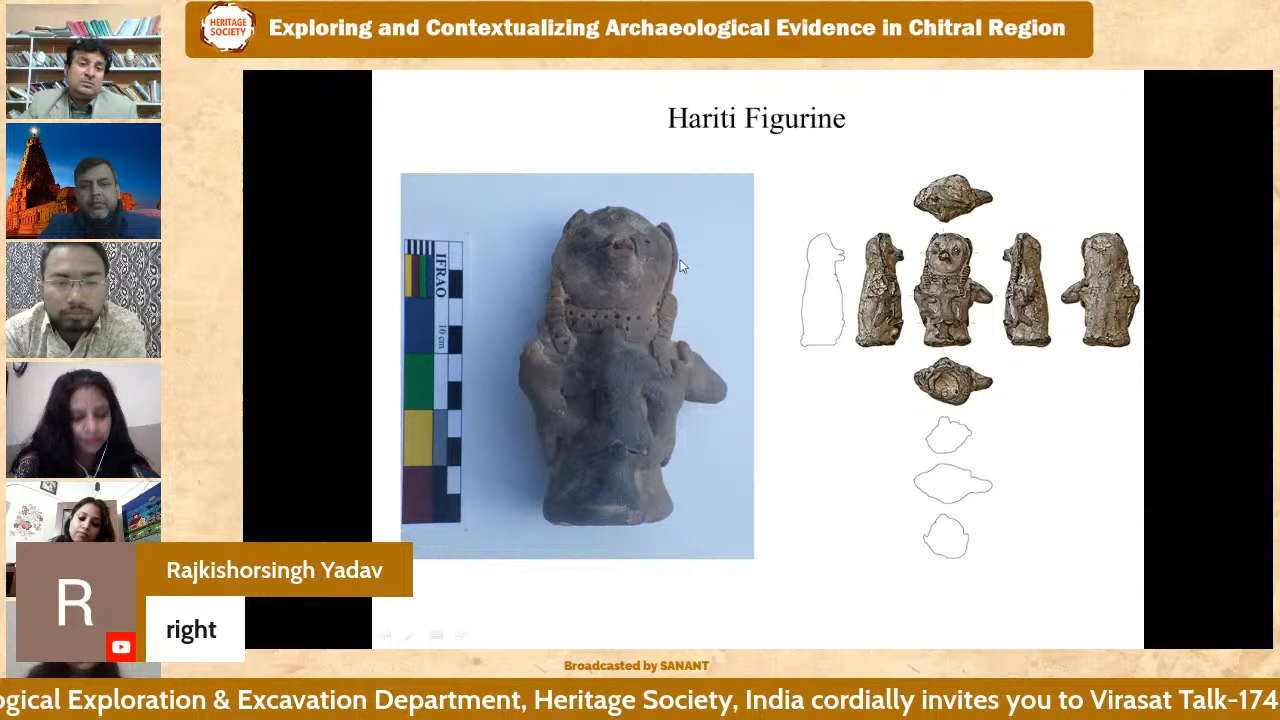 HERITAGE
SOCIETY
Exploring and Contextualizing Archaeological Evidence in Chitral Region
Hariti Figurine
IFRAO
10 cm
Rajkishorsingh Yadav
R
right
Broadcasted by SANANT
ogical Exploration & Excavation Department, Heritage Society, India cordially invites you to Virasat Talk-174